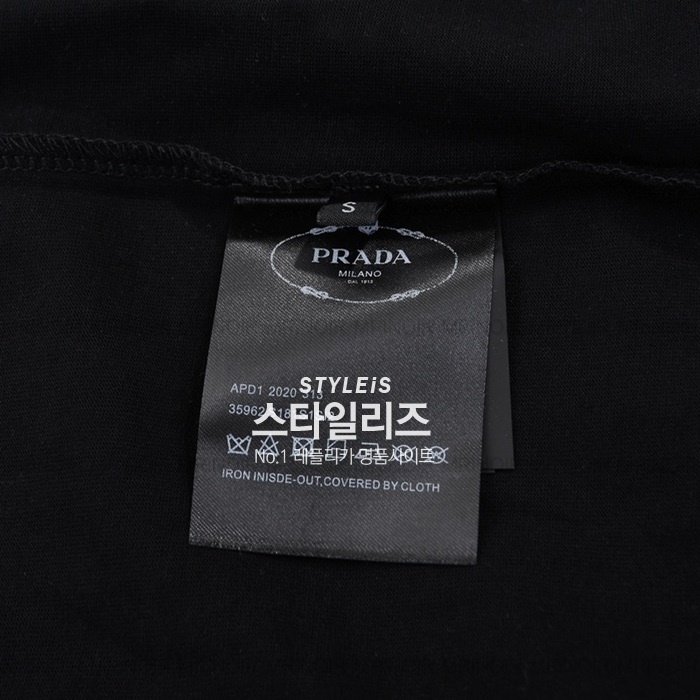 S
PRADA
MILANO
DAL 1913
STYLEiS
APD1 2020 S13
스타일리즈
No.1 레플리카 명품사이트
IRON INISDE-OUT,COVERED BY CLOTH